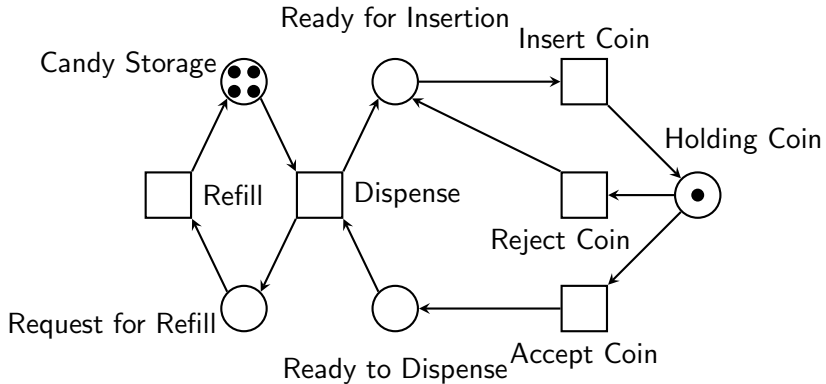 Ready for Insertion
Insert Coin
Candy Storage
Holding Coin
Refill
Dispense
Reject Coin
Request for Refill
Ready to Dispense
Accept Coin